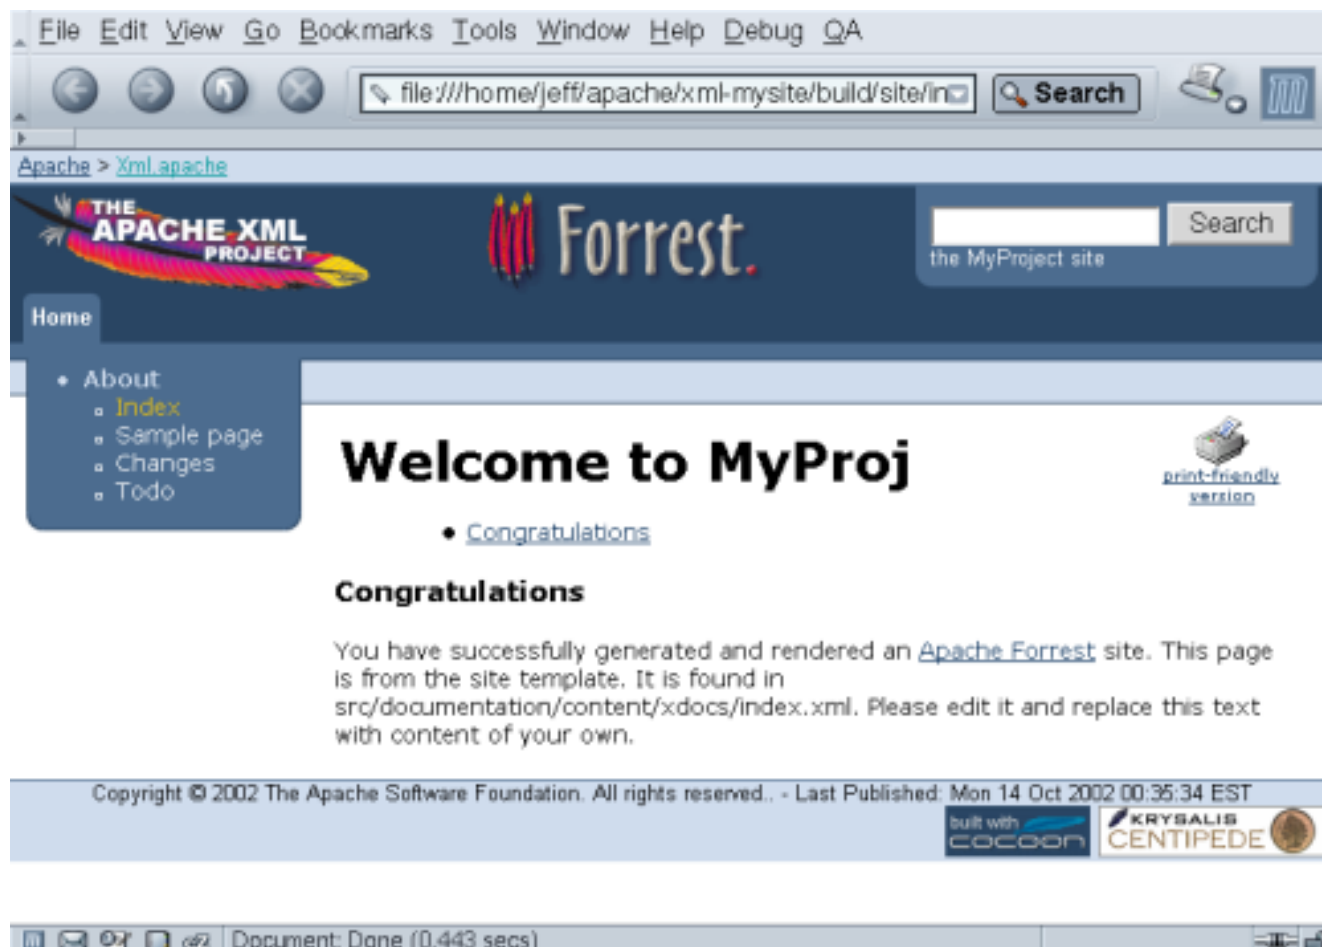 File Edit View Go Bookmarks Tools Window Help Debug QA
file:///home/jeff/apache/xml-mysite/build/site/in
Search
Apache > Xml.apache
THE
APACHE XML
PROJECT
Forrest.
Search
the MyProject site
Home
About
Index
Sample page
Changes
Todo
Welcome to MyProj
print-friendly
version
Congratulations
Congratulations
You have successfully generated and rendered an Apache Forrest site. This page
is from the site template. It is found in
src/documentation/content/xdocs/index.xml. Please edit it and replace this text
with content of your own.
Copyright © 2002 The Apache Software Foundation. All rights reserved.. - Last Published: Mon 14 Oct 2002 00:35:34 EST
built with
cocoon
KRYSALIS
CENTIPEDE
Document: Done (0.443 secs)